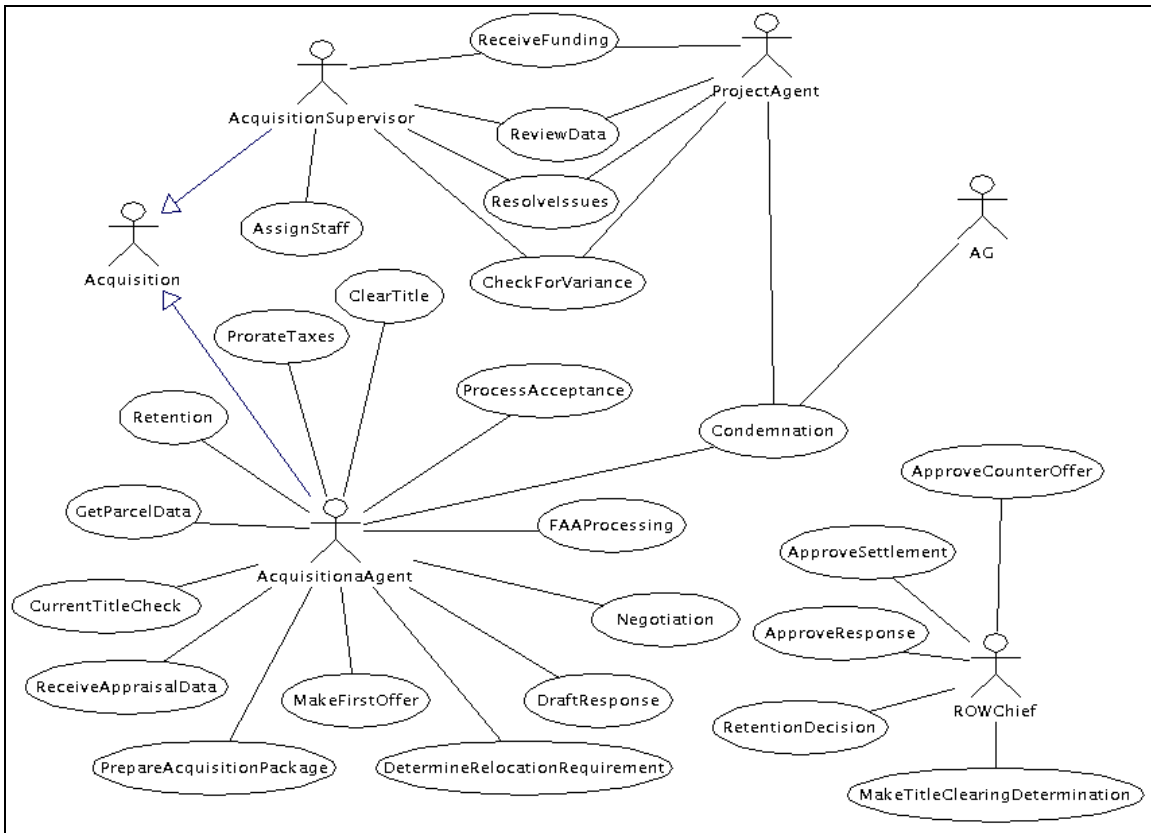 ReceiveFunding
ProjectAgent
AcquisitionSupervisor
ReviewData
ResolveIssues
AssignStaff
AG
Acquisition
CheckForVariance
ClearTitle
ProrateTaxes
ProcessAcceptance
Retention
Condemnation
ApproveCounterOffer
GetParcelData
FAAProcessing
ApproveSettlement
AcquisitionaAgent
CurrentTitleCheck
Negotiation
ApproveResponse
ReceiveAppraisalData
MakeFirstOffer
DraftResponse
ROWChief
RetentionDecision
PrepareAcquisitionPackage
DetermineRelocationRequirement
MakeTitleClearingDetermination